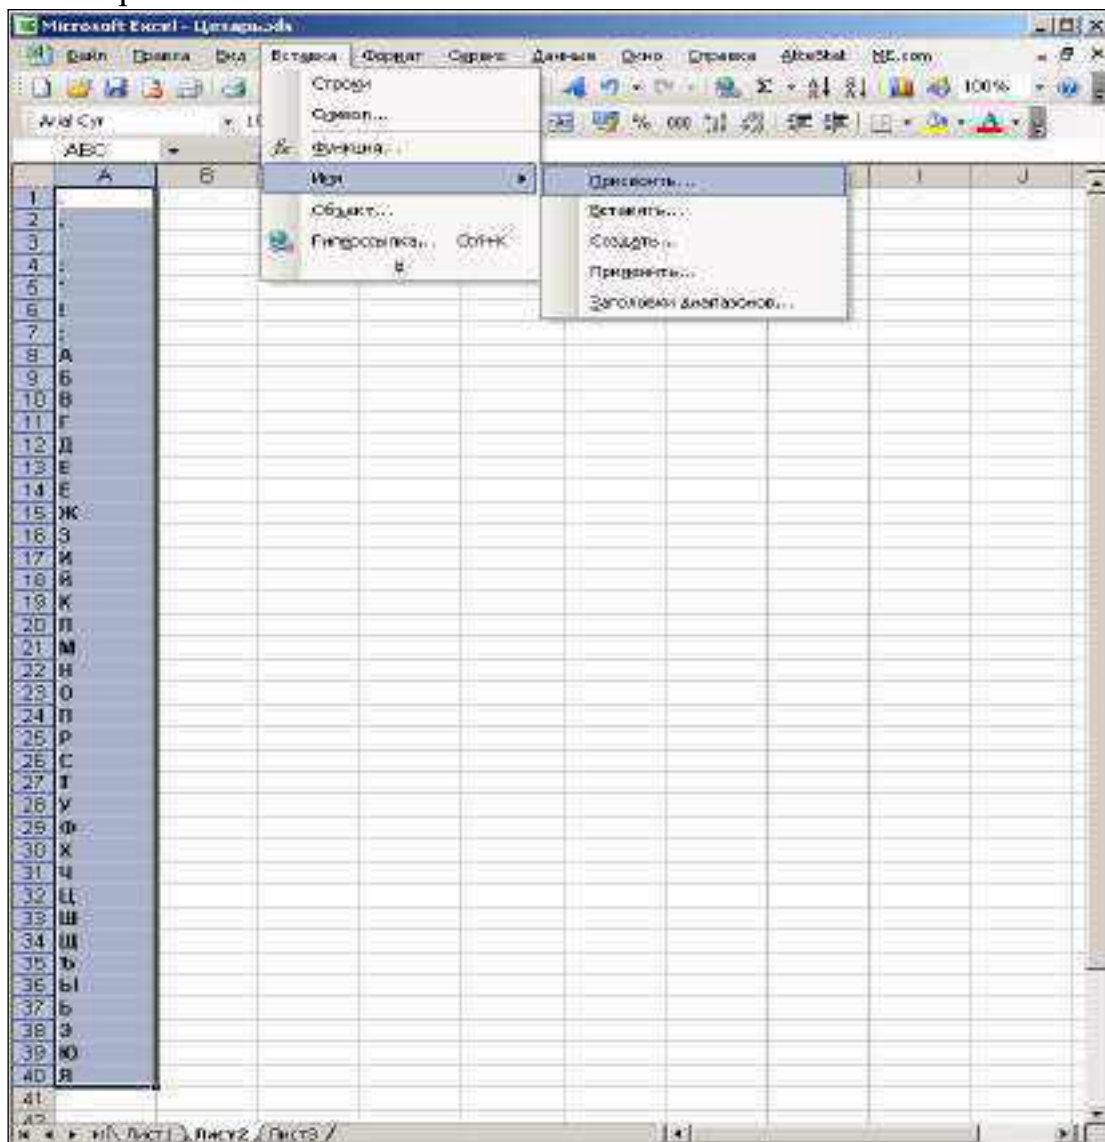 Microsoft Excel - Цезарь.xls
Файл Правка Вид Вставка Формат Сервис Данные Окно Справка
100%
Arial Cyr
% 000
ABC
Строки
Символ...
Функция...
Имя
Объект...
Гиперссылка... Ctrl+K
Присвоить...
Вставить...
Создать...
Применить...
Заголовки диапазонов...
A B I J
1
2
3
4
5
6 !
7 :
8 А
9 Б
10 В
11 Г
12 Д
13 Е
14 Е
15 Ж
16 З
17 И
18 Й
19 К
20 Л
21 М
22 Н
23 О
24 П
25 Р
26 С
27 Т
28 У
29 Ф
30 Х
31 Ч
32 Ц
33 Ш
34 Щ
35 Ъ
36 Ы
37 Ь
38 Э
39 Ю
40 Я
41
42
Лист1 Лист2 Лист3